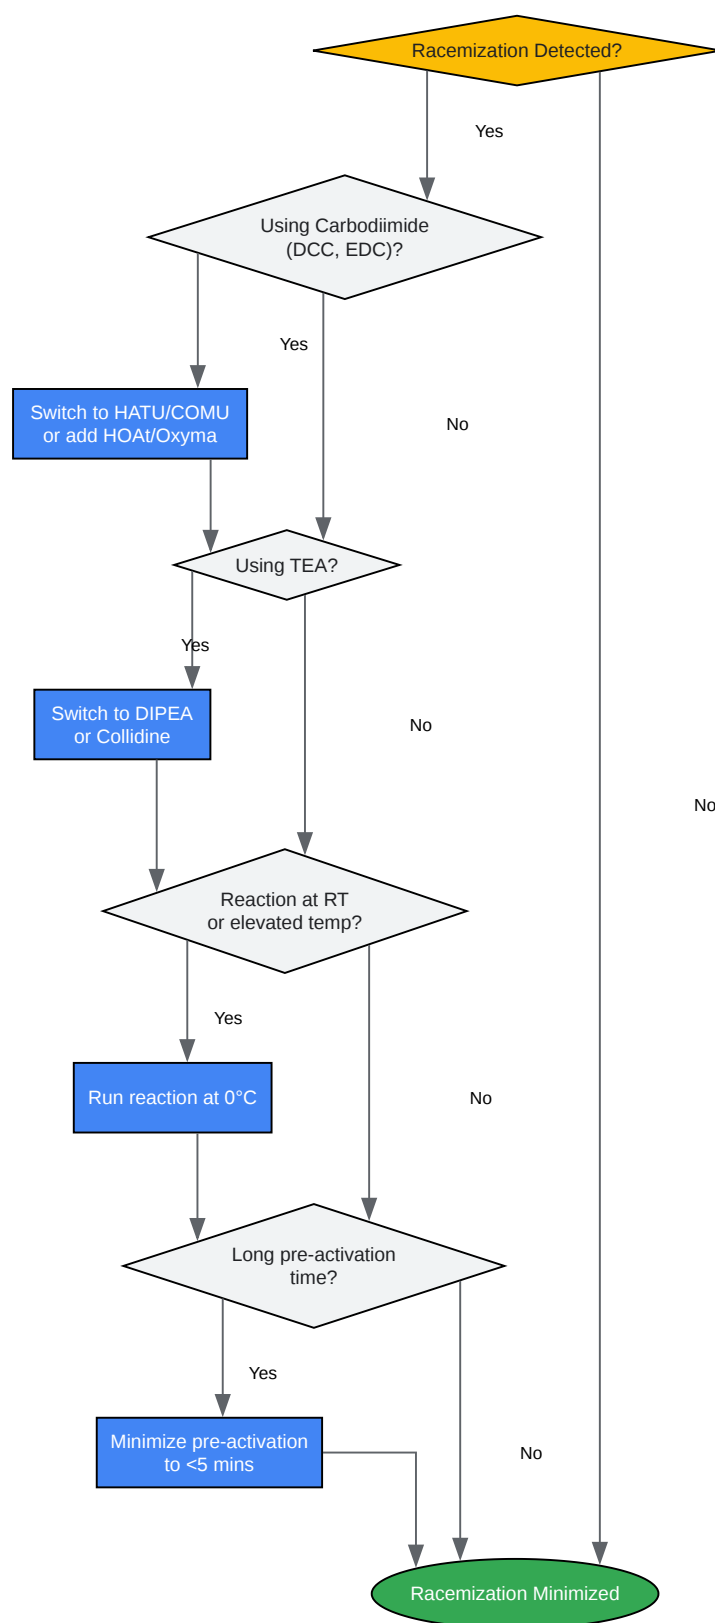 Racemization Detected?
Yes
Using Carbodiimide
(DCC, EDC)?
Yes
Switch to HATU/COMU
or add HOAt/Oxyma
No
Using TEA?
Yes
Switch to DIPEA
or Collidine
No
No
Reaction at RT
or elevated temp?
Yes
Run reaction at 0°C
No
Long pre-activation
time?
Yes
Minimize pre-activation
to <5 mins
No
Racemization Minimized